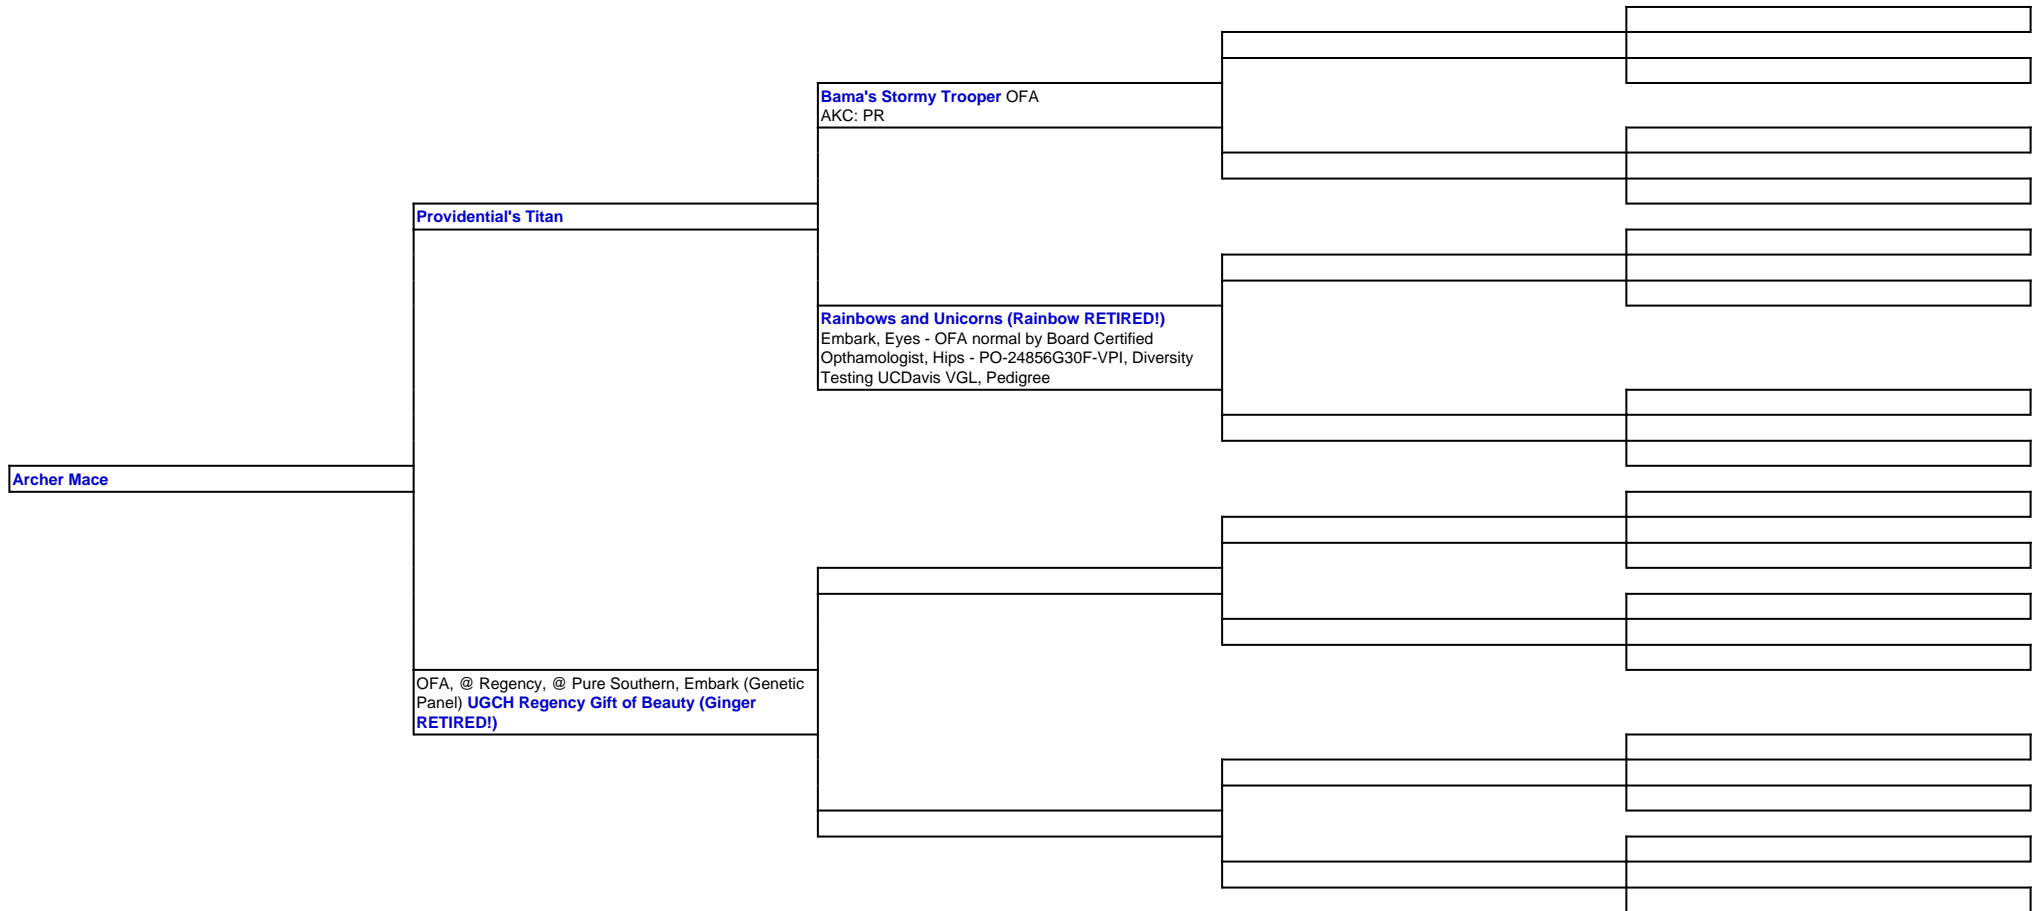 Bama's Stormy Trooper OFA
AKC: PR
Providential's Titan
Rainbows and Unicorns (Rainbow RETIRED!)
Embark, Eyes - OFA normal by Board Certified
Opthamologist, Hips - PO-24856G30F-VPI, Diversity
Testing UCDavis VGL, Pedigree
Archer Mace
OFA, @ Regency, @ Pure Southern, Embark (Genetic
Panel) UGCH Regency Gift of Beauty (Ginger
RETIRED!)